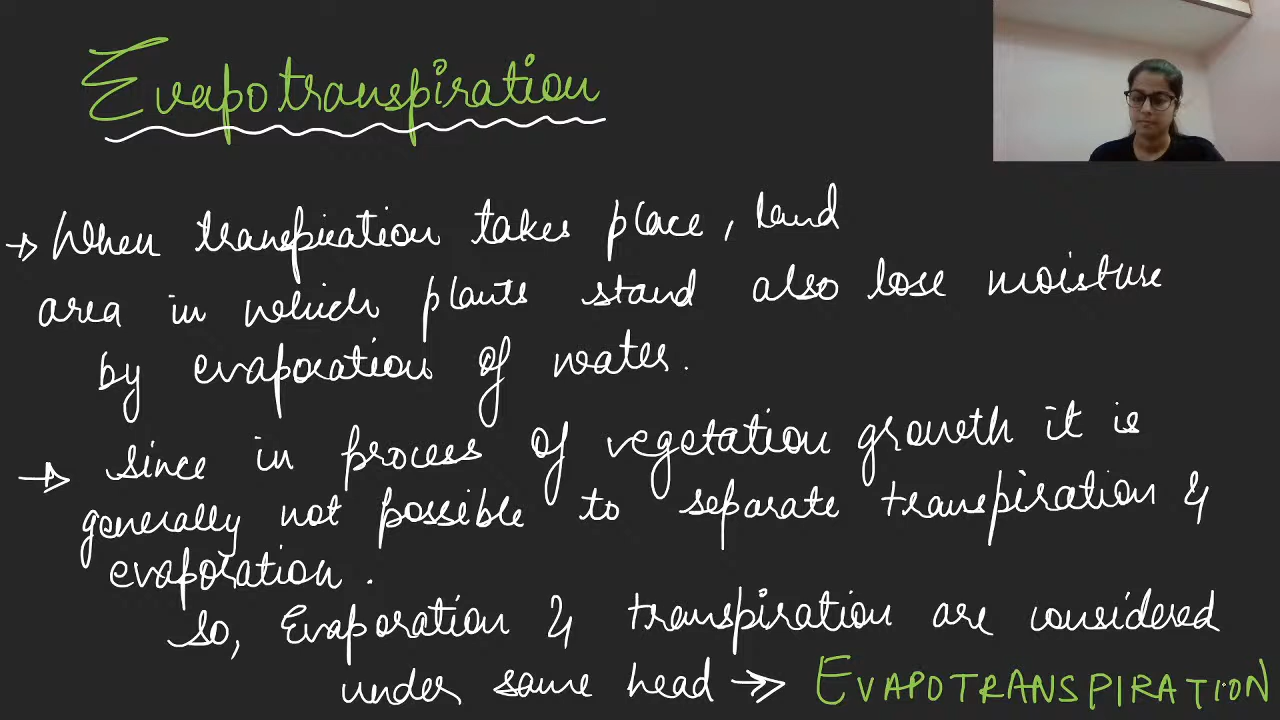 Evapotranspiration
→ When transpiration takes place, land
area in which plants stand also lose moisture
by evaporation of water.
→ since in process of vegetation growth it is
generally not possible to separate transpiration &
evaporation.
so, Evaporation & transpiration are considered
under same head → EVAPOTRANSPIRATION